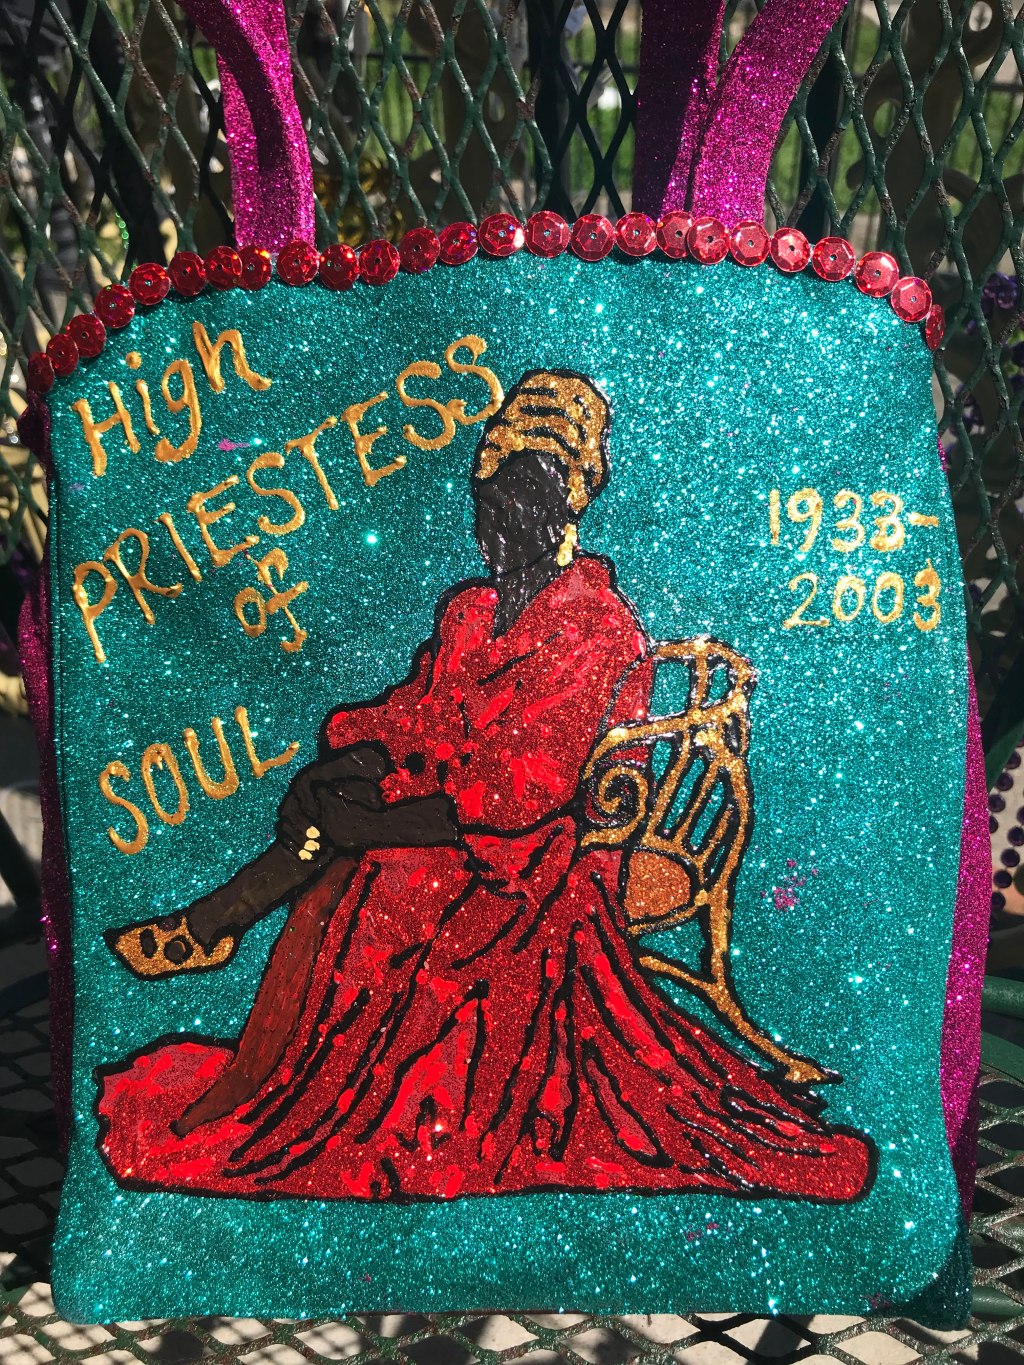 High
PRIESTESS
of
SOUL
1933-
2003